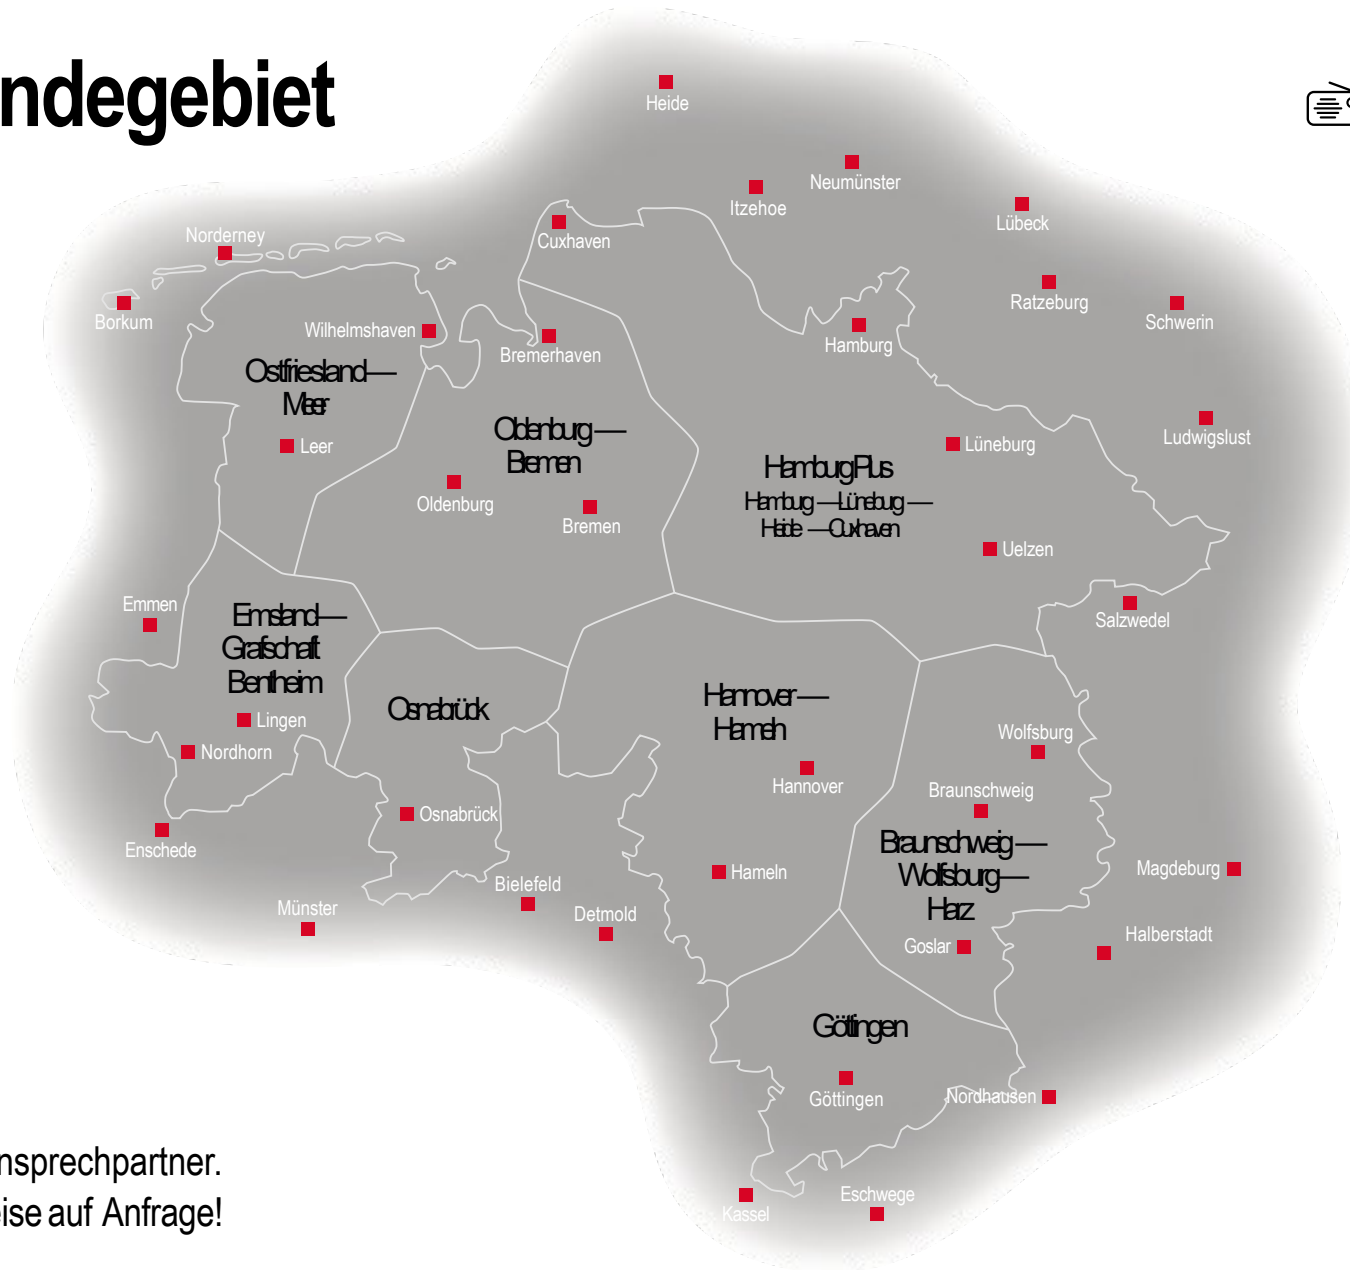 ndegebiet
Heide
Neumünster
Itzehoe
Lübeck
Norderney
Cuxhaven
Borkum
Wilhelmshaven
Bremerhaven
Hamburg
Ratzeburg
Schwerin
Ostfriesland—
Meer
Leer
Oldenburg—
Bremen
Oldenburg
Bremen
Hamburg Plus
Hamburg — Lüneburg —
Heide — Cuxhaven
Lüneburg
Ludwigslust
Uelzen
Salzwedel
Emmen
Emsland—
Grafschaft
Bentheim
Lingen
Nordhorn
Enschede
Osnabrück
Osnabrück
Hannover—
Hameln
Hannover
Hameln
Wolfsburg
Braunschweig
Braunschweig—
Wolfsburg—
Harz
Goslar
Magdeburg
Halberstadt
Bielefeld
Detmold
Münster
Göttingen
Göttingen
Nordhausen
Kassel
Eschwege
nsprechpartner.
ise auf Anfrage!